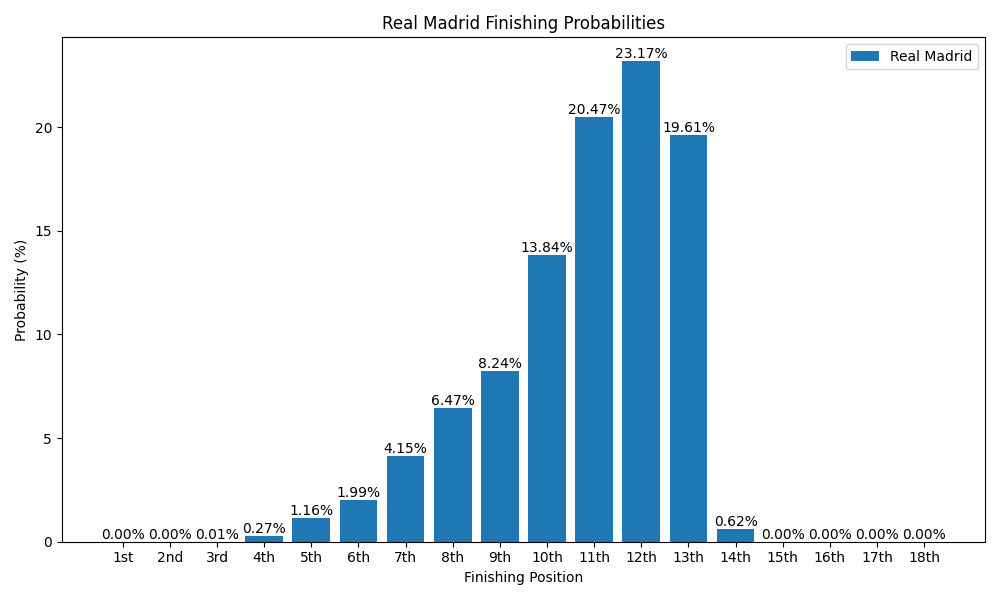 Real Madrid Finishing Probabilities
Real Madrid
Probability (%)
20
15
10
5
0
0.00% 0.00% 0.01% 0.27% 1.16% 1.99% 4.15% 6.47% 8.24% 13.84% 20.47% 23.17% 19.61% 0.62% 0.00% 0.00% 0.00% 0.00%
1st 2nd 3rd 4th 5th 6th 7th 8th 9th 10th 11th 12th 13th 14th 15th 16th 17th 18th
Finishing Position